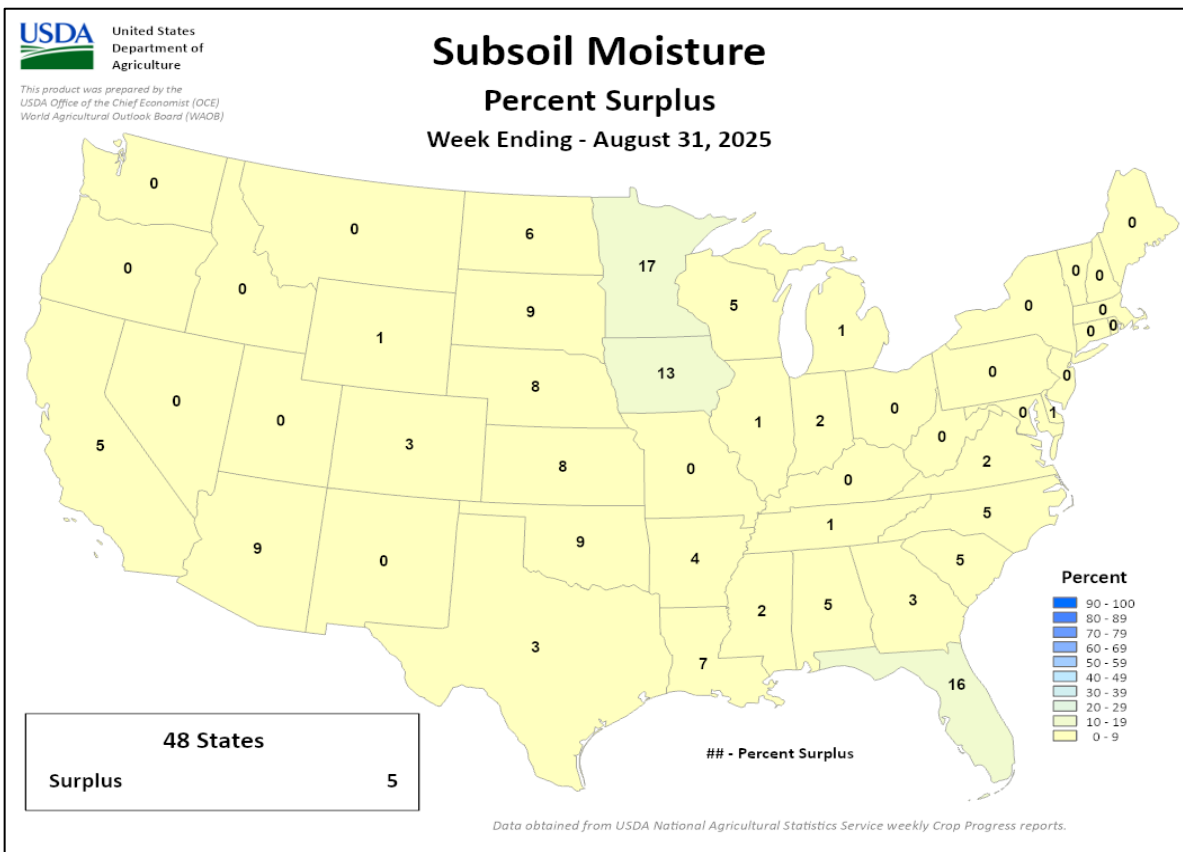 USDA
United States
Department of
Agriculture
This product was prepared by the
USDA Office of the Chief Economist (OCE)
World Agricultural Outlook Board (WAOB)
Subsoil Moisture
Percent Surplus
Week Ending - August 31, 2025
0
0
0
0
6
17
9
5
1
0
0
0
0
0
0
0
1
13
8
0
0
5
0
0
3
8
0
1
2
0
0
0
1
2
0
9
0
9
4
1
5
5
3
7
2
5
3
16
Percent
90 - 100
80 - 89
70 - 79
60 - 69
50 - 59
40 - 49
30 - 39
20 - 29
10 - 19
0 - 9
48 States
Surplus 5
## - Percent Surplus
Data obtained from USDA National Agricultural Statistics Service weekly Crop Progress reports.